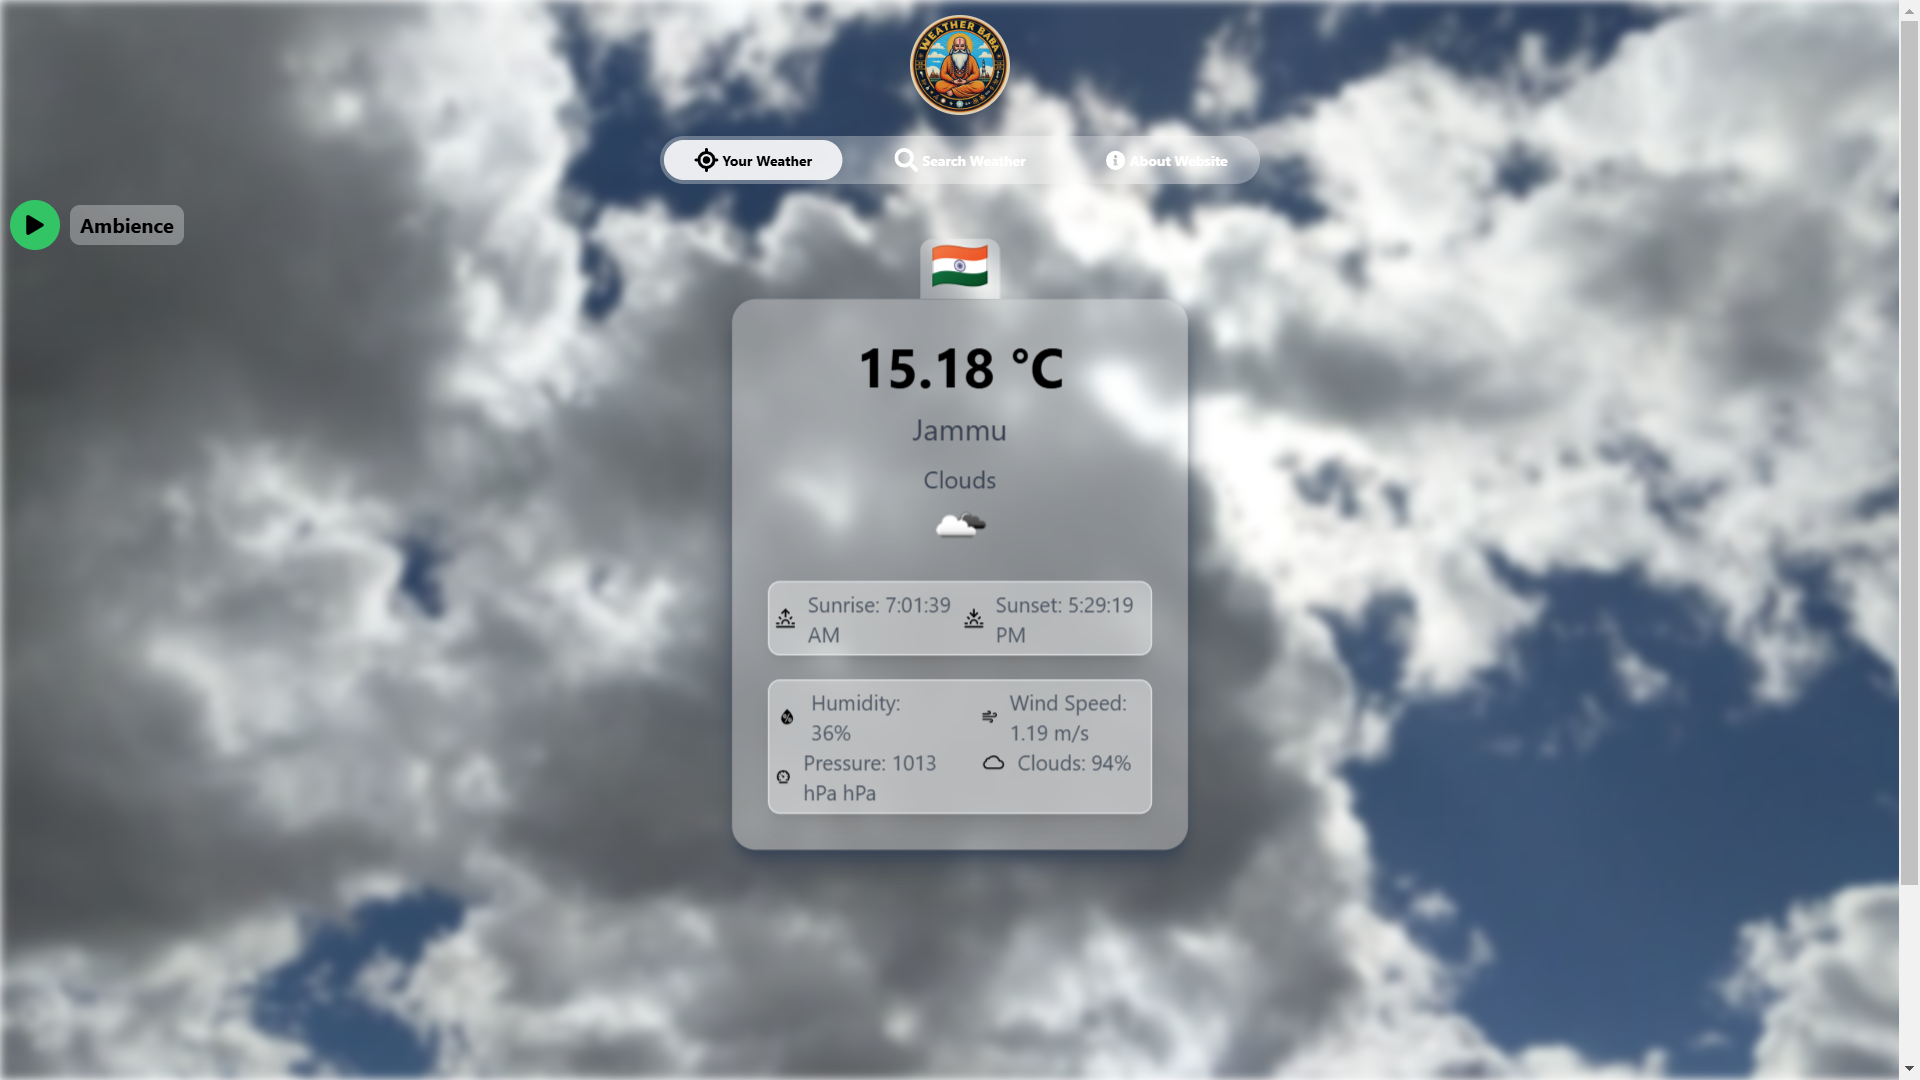 WEATHER BABA
Your Weather
Search Weather
About Website
Ambience
15.18 °C
Jammu
Clouds
Sunrise: 7:01:39
AM
Sunset: 5:29:19
PM
Humidity:
36%
Wind Speed:
1.19 m/s
Pressure: 1013
hPa hPa
Clouds: 94%